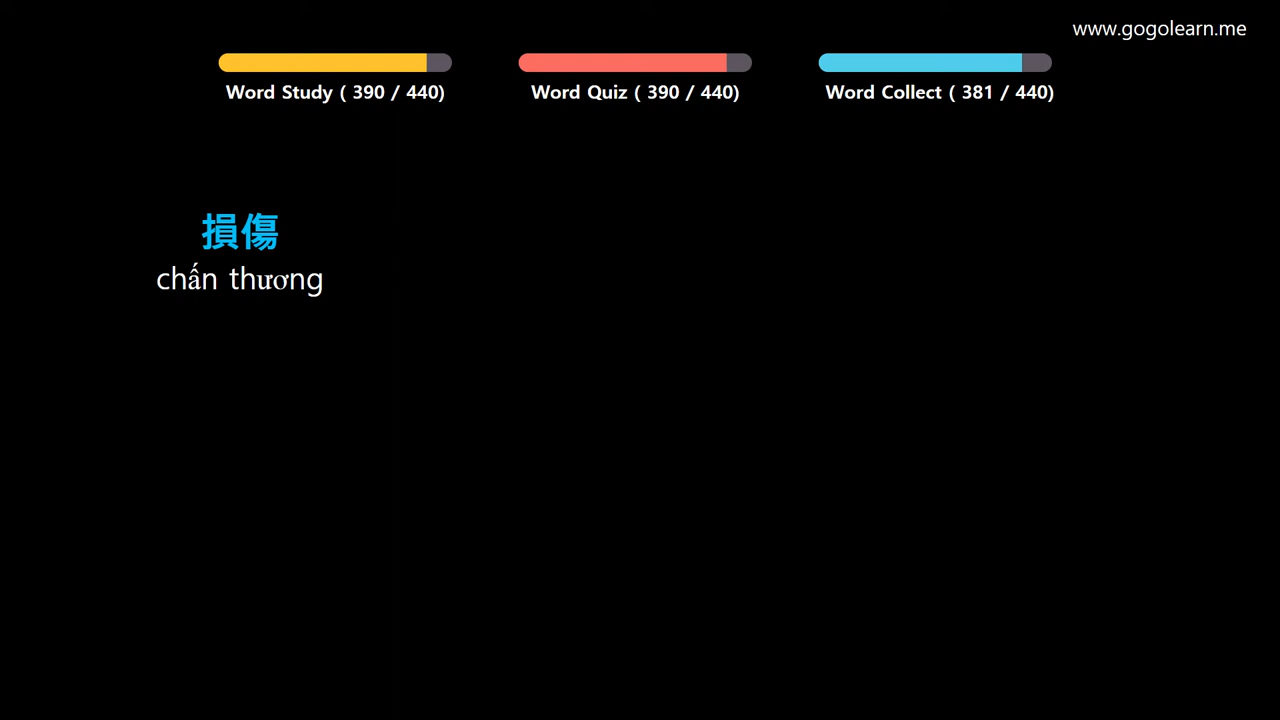 www.gogolearn.me
Word Study ( 390 / 440)
Word Quiz ( 390 / 440)
Word Collect ( 381 / 440)
損傷
chấn thương